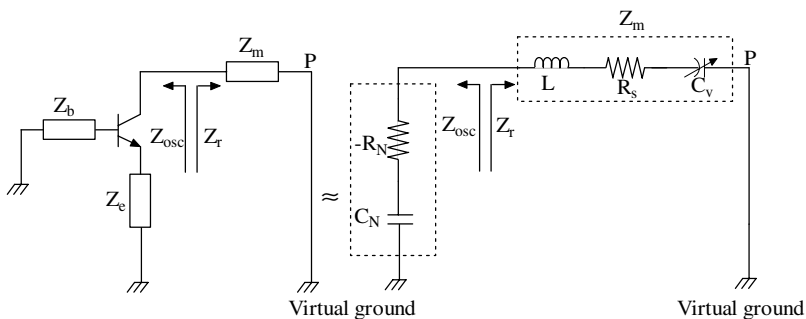 Z_m
P
Z_b
Z_osc
Z_r
Z_e
≈
Virtual ground
Z_m
P
L
R_s
C_v
Z_osc
Z_r
-R_N
C_N
Virtual ground